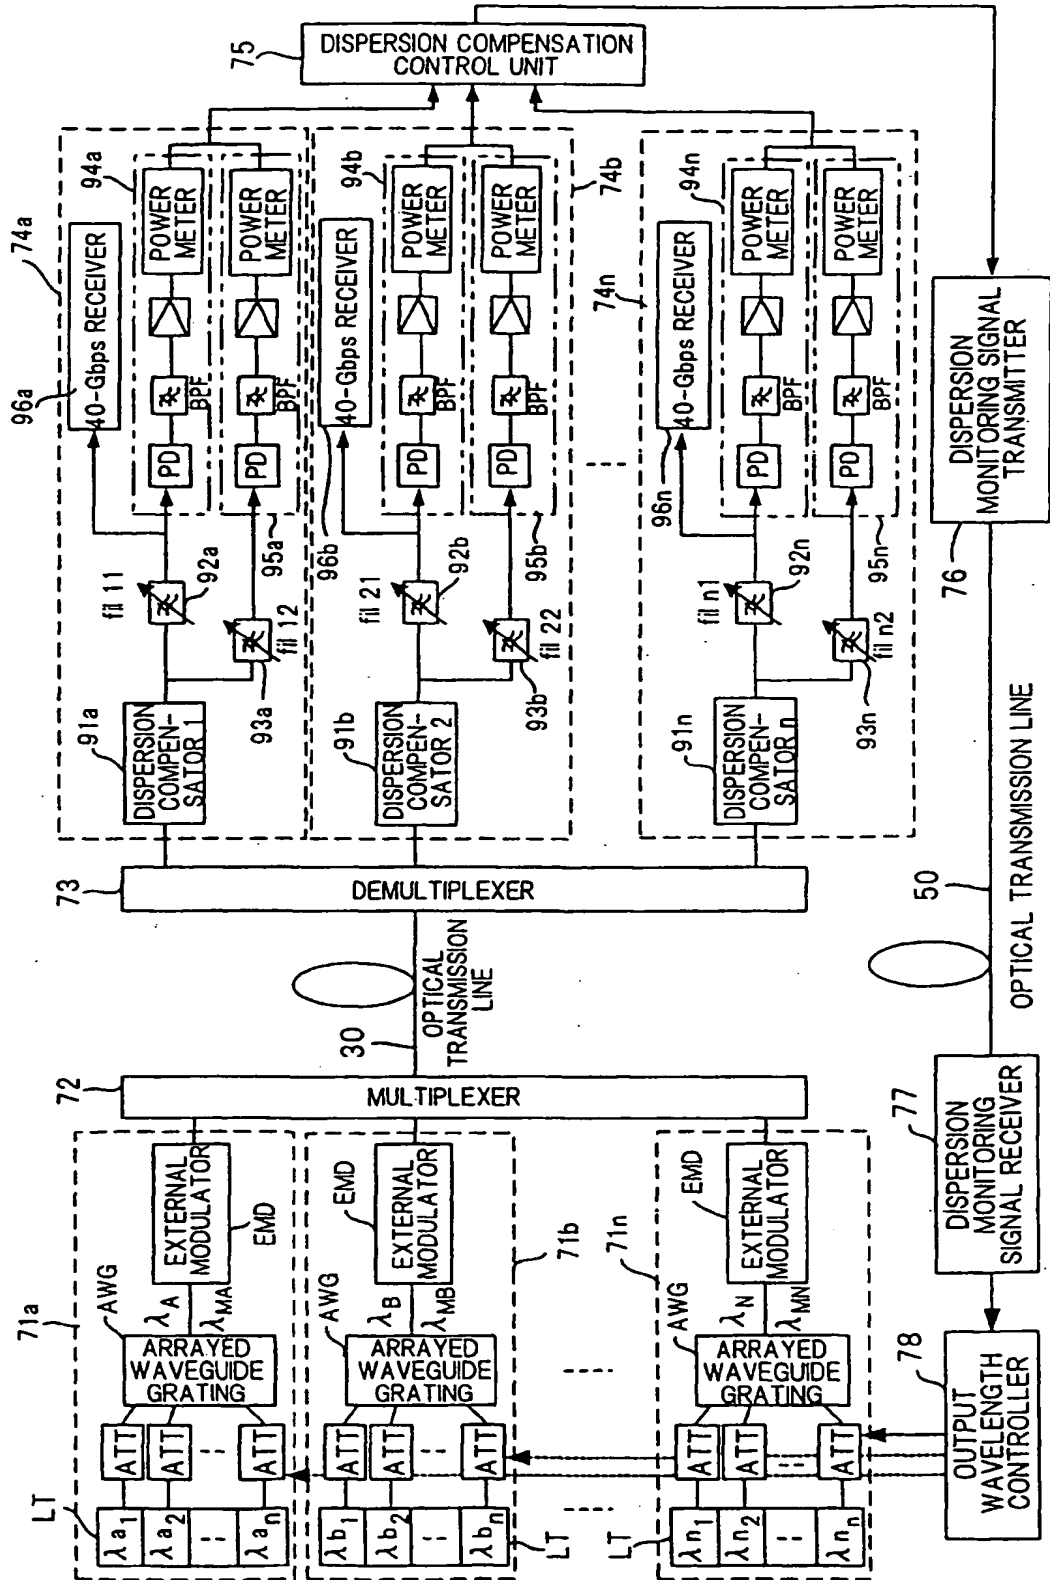 LT
λa1
λa2
λan
ATT
ATT
ATT
71a
AWG
ARRAYED
WAVEGUIDE
GRATING
λA
λMA
EXTERNAL
MODULATOR
EMD
λb1
λb2
λbn
LT
ATT
ATT
ATT
AWG
ARRAYED
WAVEGUIDE
GRATING
λB
λMB
EMD
EXTERNAL
MODULATOR
71b
LT
λn1
λn2
λnn
ATT
ATT
ATT
71n
AWG
ARRAYED
WAVEGUIDE
GRATING
λN
λMN
EMD
EXTERNAL
MODULATOR
72
MULTIPLEXER
30
OPTICAL
TRANSMISSION
LINE
73
DEMULTIPLEXER
74a
91a
DISPERSION
COMPEN-
SATOR 1
fil 11
92a
fil 12
93a
96a
40-Gbps RECEIVER
94a
PD
BPF
POWER
METER
95a
PD
BPF
POWER
METER
74b
91b
DISPERSION
COMPEN-
SATOR 2
fil 21
92b
fil 22
93b
96b
40-Gbps RECEIVER
94b
PD
BPF
POWER
METER
95b
PD
BPF
POWER
METER
74n
91n
DISPERSION
COMPEN-
SATOR n
fil n1
92n
fil n2
93n
96n
40-Gbps RECEIVER
94n
PD
BPF
POWER
METER
95n
PD
BPF
POWER
METER
75
DISPERSION COMPENSATION
CONTROL UNIT
76
DISPERSION
MONITORING SIGNAL
TRANSMITTER
50
OPTICAL TRANSMISSION LINE
77
DISPERSION
MONITORING
SIGNAL RECEIVER
78
OUTPUT
WAVELENGTH
CONTROLLER